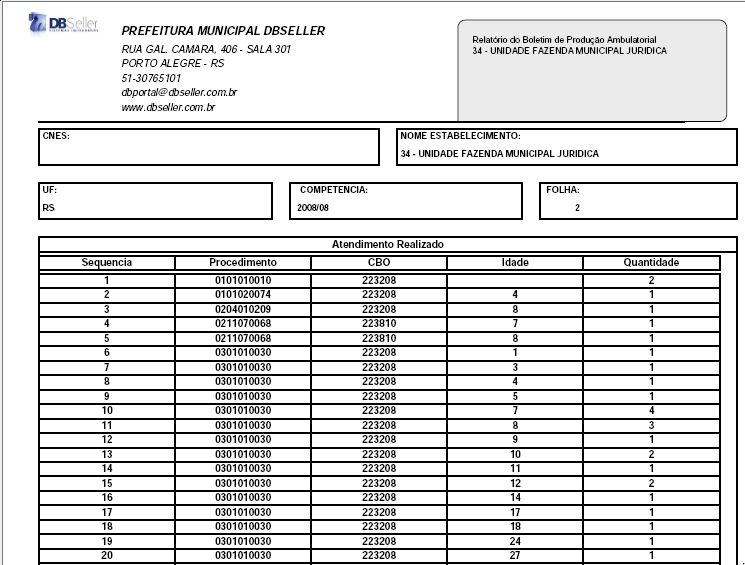 DBSeller
SISTEMAS INTEGRADOS
PREFEITURA MUNICIPAL DBSELLER
RUA GAL. CAMARA, 406 - SALA 301
PORTO ALEGRE - RS
51-30765101
dbportal@dbseller.com.br
www.dbseller.com.br
Relatório do Boletim de Produção Ambulatorial
34 - UNIDADE FAZENDA MUNICIPAL JURIDICA
CNES:
NOME ESTABELECIMENTO:
34 - UNIDADE FAZENDA MUNICIPAL JURIDICA
UF:
RS
COMPETENCIA:
2008/08
FOLHA:
2
Atendimento Realizado
Sequencia Procedimento CBO Idade Quantidade
1 0101010010 223208 2
2 0101020074 223208 4 1
3 0204010209 223208 8 1
4 0211070068 223810 7 1
5 0211070068 223810 8 1
6 0301010030 223208 1 1
7 0301010030 223208 3 1
8 0301010030 223208 4 1
9 0301010030 223208 5 1
10 0301010030 223208 7 4
11 0301010030 223208 8 3
12 0301010030 223208 9 1
13 0301010030 223208 10 2
14 0301010030 223208 11 1
15 0301010030 223208 12 2
16 0301010030 223208 14 1
17 0301010030 223208 17 1
18 0301010030 223208 18 1
19 0301010030 223208 24 1
20 0301010030 223208 27 1